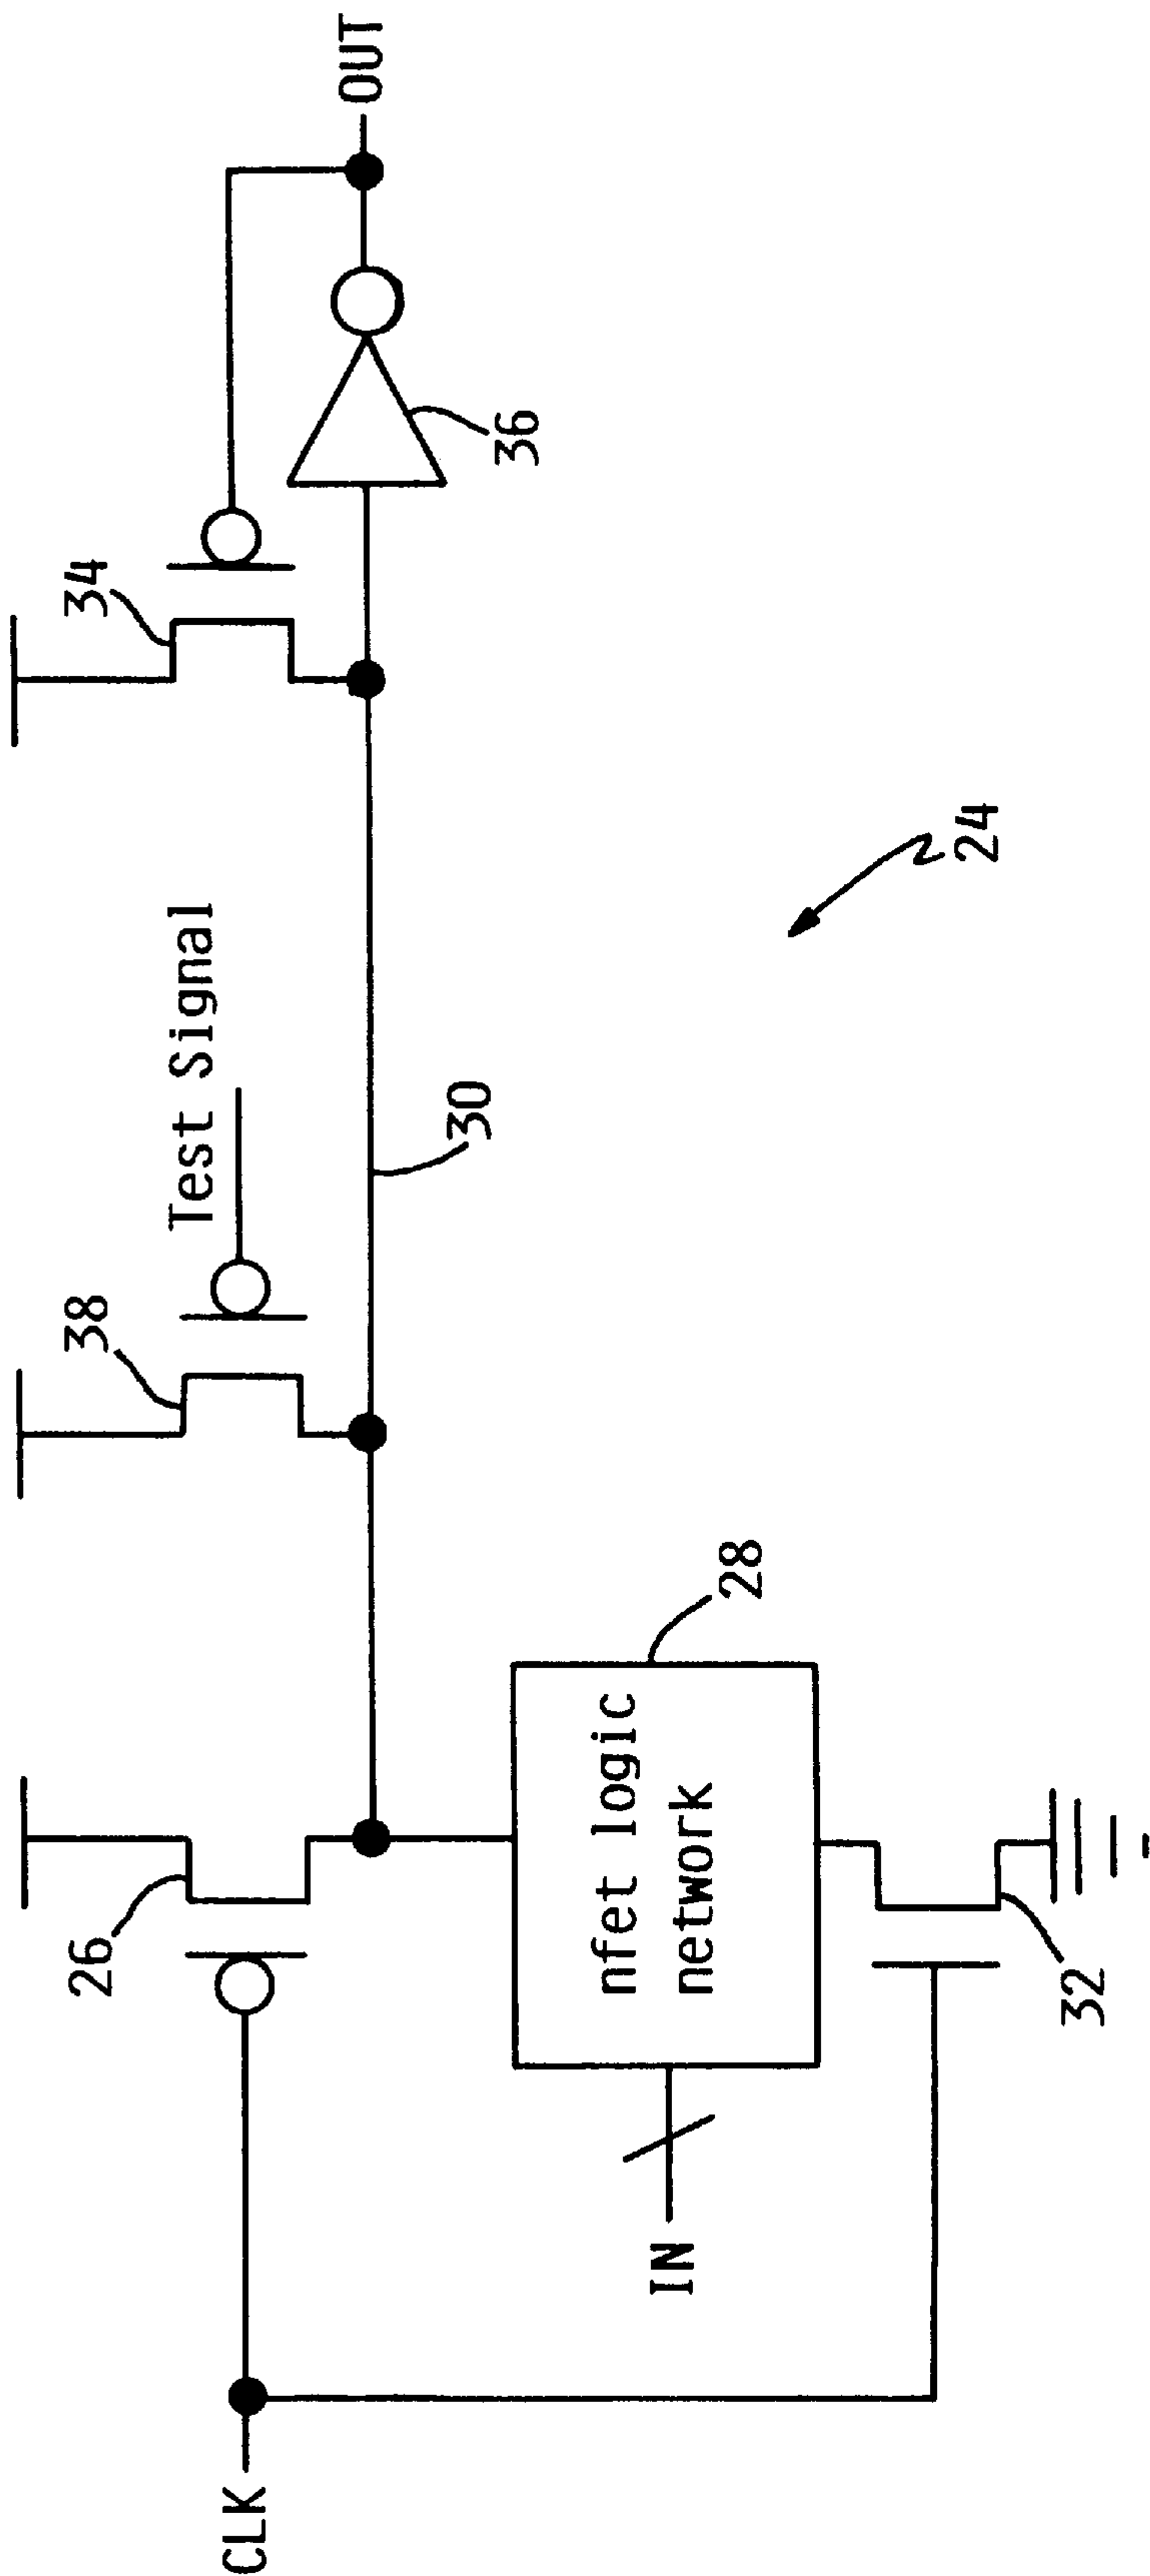 38
Test Signal
34
OUT
26
36
30
CLK
nfet logic
network
28
IN
24
32